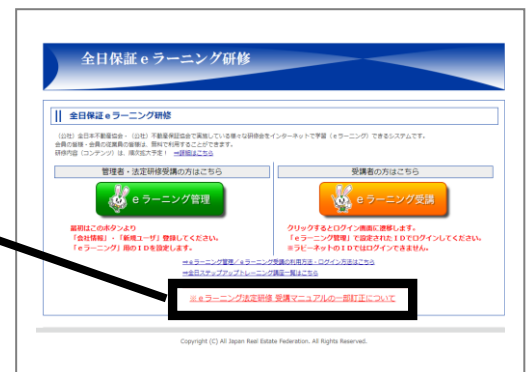 全日保証eラーニング研修
全日保証eラーニング研修
(公社)全日本不動産協会・(公社)不動産保証協会で実施している様々な研修会をインターネットで学習(eラーニング)できるシステムです。
会員の皆様・会員の従業員の皆様は、無料で利用することができます。
研修内容(コンテンツ)は、順次拡大予定! ⇒詳細はこちら
管理者・法定研修受講の方はこちら
eラーニング管理
最初はこのボタンより
「会社情報」・「新規ユーザ」登録してください。
「eラーニング」用のIDを設定します。
受講者の方はこちら
eラーニング受講
クリックするとログイン画面に遷移します。
「eラーニング管理」で設定されたIDでログインしてください。
※ラビーネットのIDではログインできません。
⇒eラーニング管理/eラーニング受講の利用方法・ログイン方法はこちら
⇒全日ステップアップトレーニング講座一覧はこちら
※eラーニング法定研修 受講マニュアルの一部訂正について
Copyright (C) All Japan Real Estate Federation. All Rights Reserved.